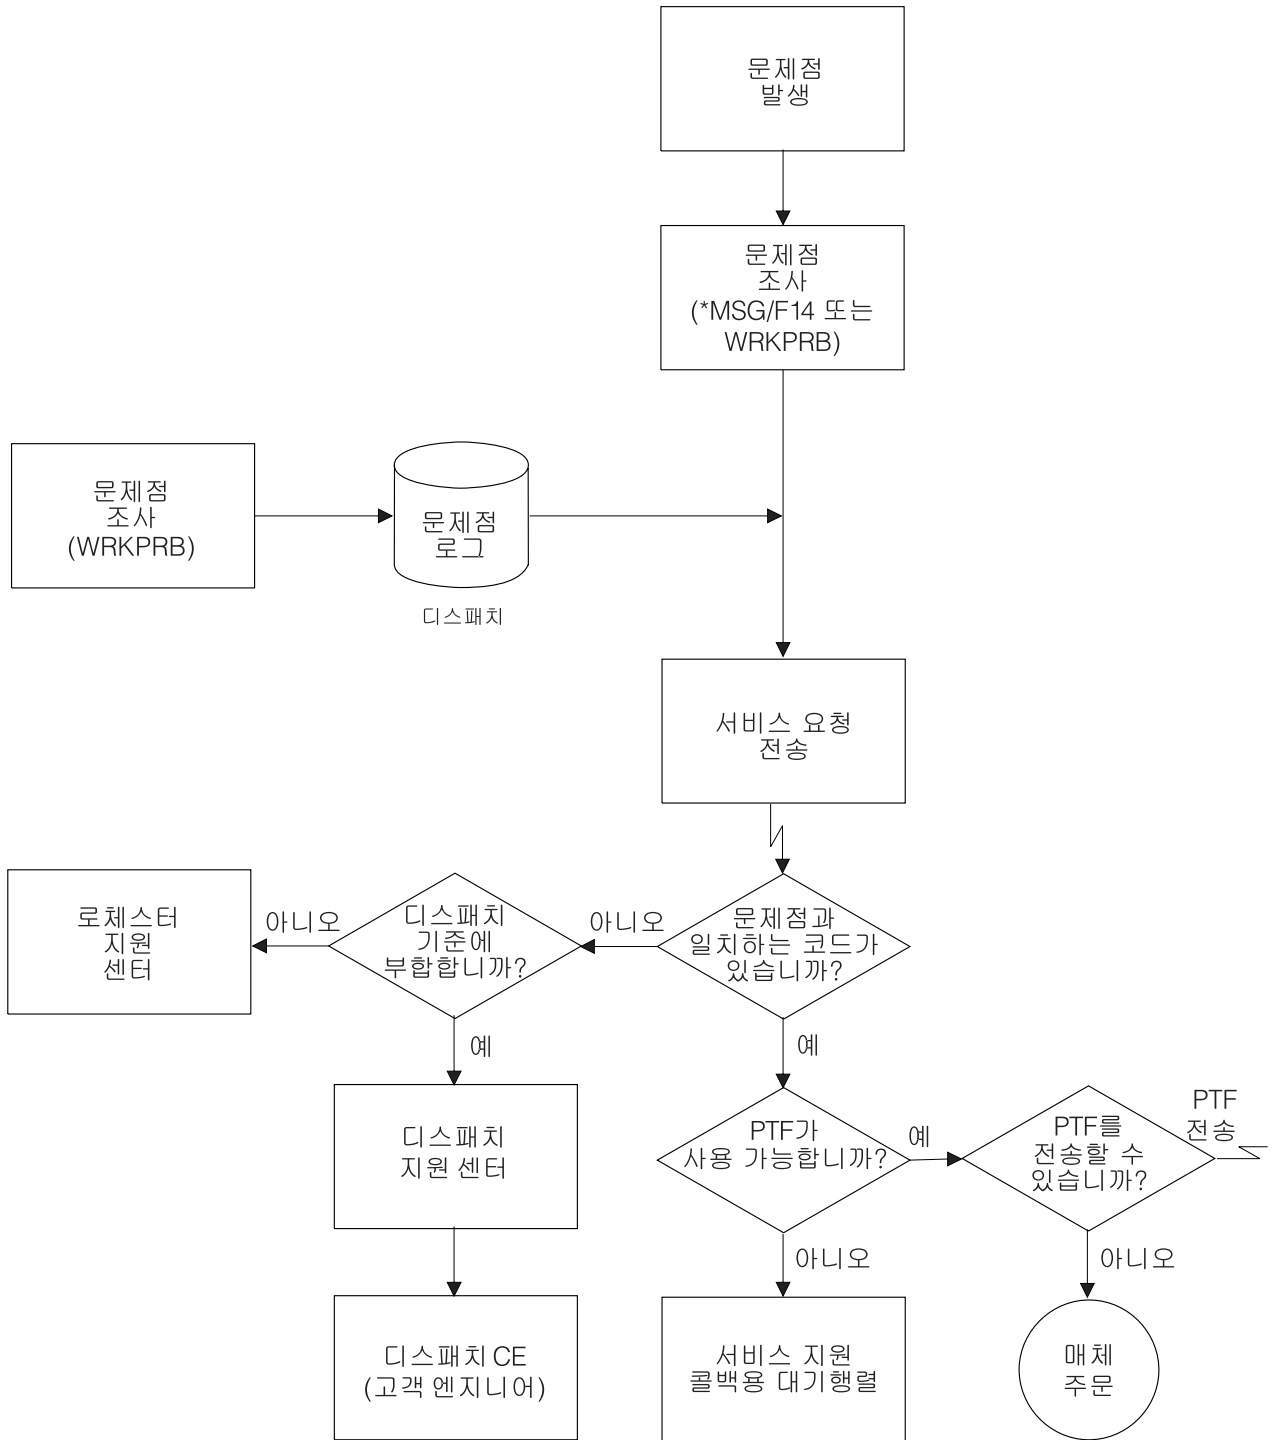 문제점
발생
문제점
조사
(*MSG/F14 또는
WRKPRB)
문제점
조사
(WRKPRB)
문제점
로그
디스패치
서비스 요청
전송
로체스터
지원
센터
아니오
디스패치
기준에
부합합니까?
아니오
문제점과
일치하는 코드가
있습니까?
예
예
디스패치
지원 센터
PTF가
사용 가능합니까?
예
PTF를
전송할 수
있습니까?
PTF
전송
아니오
아니오
디스패치 CE
(고객 엔지니어)
서비스 지원
콜백용 대기행렬
매체
주문